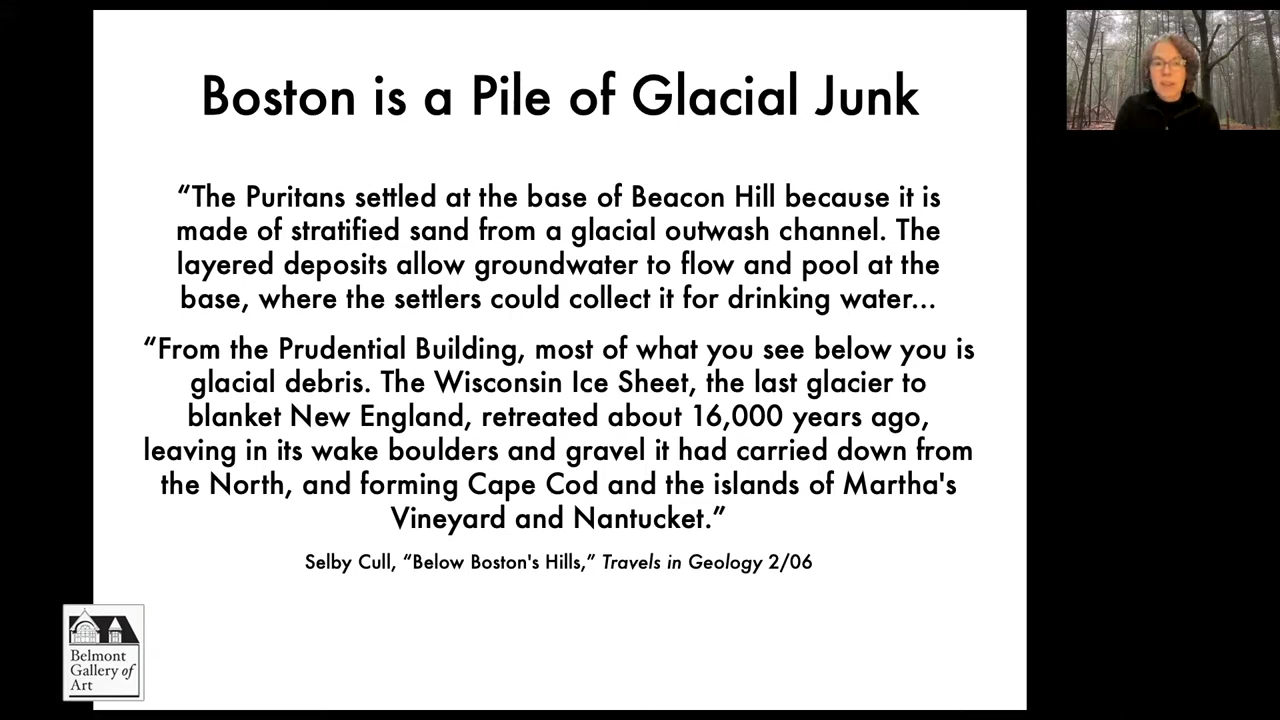 Boston is a Pile of Glacial Junk
“The Puritans settled at the base of Beacon Hill because it is
made of stratified sand from a glacial outwash channel. The
layered deposits allow groundwater to flow and pool at the
base, where the settlers could collect it for drinking water...
“From the Prudential Building, most of what you see below you is
glacial debris. The Wisconsin Ice Sheet, the last glacier to
blanket New England, retreated about 16,000 years ago,
leaving in its wake boulders and gravel it had carried down from
the North, and forming Cape Cod and the islands of Martha's
Vineyard and Nantucket.”
Selby Cull, “Below Boston's Hills,” Travels in Geology 2/06
Belmont
Gallery of
Art